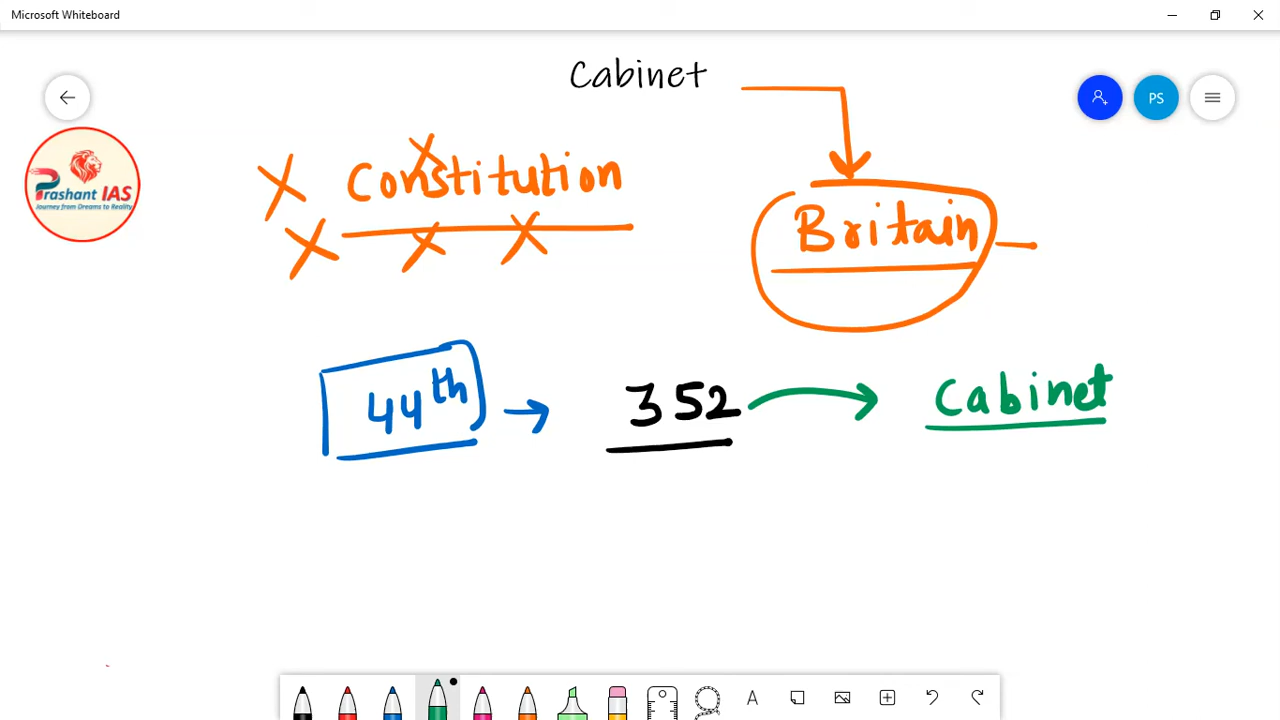 Microsoft Whiteboard
Cabinet
PS
Prashant IAS
Journey from Dreams to Reality
Constitution
Britain
44th → 352 → Cabinet
A